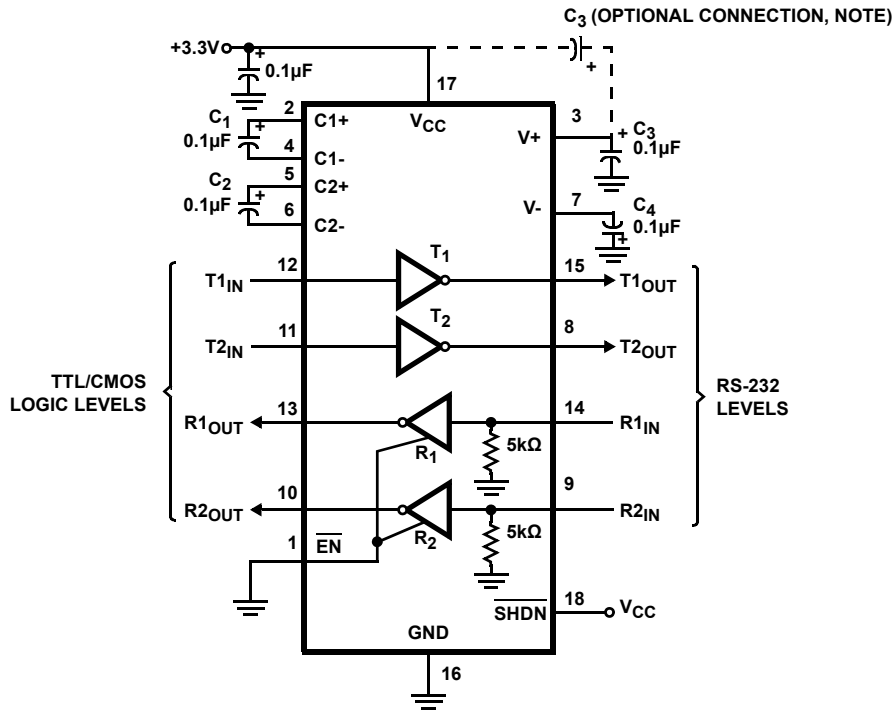 C3 (OPTIONAL CONNECTION, NOTE)
+3.3V
+
0.1µF
+
17
2
C1
+
0.1µF
4
C1+
C1-
VCC
3
V+
+
C3
0.1µF
5
C2
+
0.1µF
6
C2+
C2-
7
V-
C4
0.1µF
+
T1IN
12
T1
15
T1OUT
T2IN
11
T2
8
T2OUT
TTL/CMOS
LOGIC LEVELS
RS-232
LEVELS
R1OUT
13
R1
5kΩ
14
R1IN
R2OUT
10
R2
5kΩ
9
R2IN
1
EN
SHDN
18
VCC
GND
16